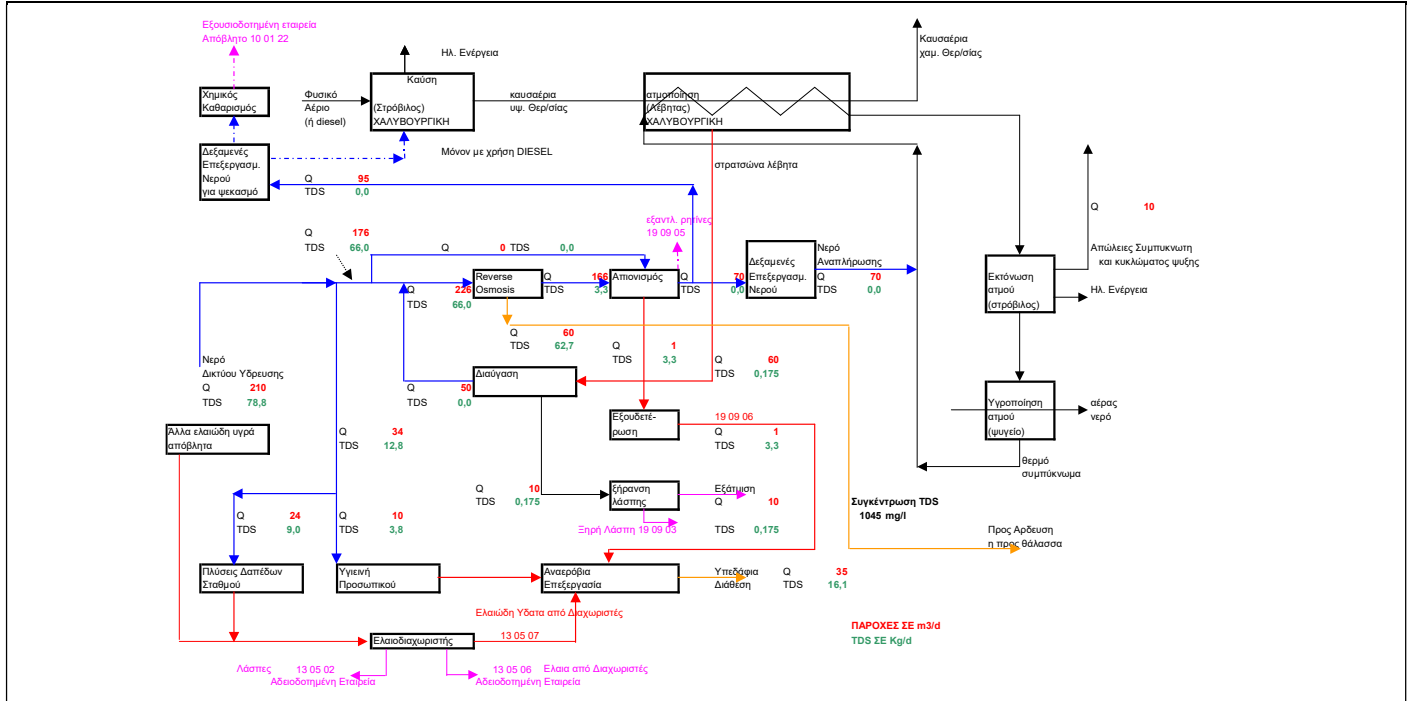 Εξουσιοδοτημένη εταιρεία
Απόβλητο 10 01 22
Καυσαέρια
χαμ. Θερ/σίας
Ηλ. Ενέργεια
Χημικός
Καθαρισμός
Φυσικό
Αέριο
(ή diesel)
Καύση
(Στρόβιλος)
ΧΑΛΥΒΟΥΡΓΙΚΗ
καυσαέρια
υψ. Θερ/σίας
ατμοποίηση
(Λέβητας)
ΧΑΛΥΒΟΥΡΓΙΚΗ
Δεξαμενές
Επεξεργασμ.
Νερού
για ψεκασμό
Μόνον με χρήση DIESEL
στρατσώνα λέβητα
Q 95
TDS 0,0
Q 10
εξαντλ. ρητίνες
19 09 05
Q 176
TDS 66,0
Q 0 TDS 0,0
Απώλειες Συμπυκνωτη
και κυκλώματος ψύξης
Reverse
Osmosis
Q 166
TDS 3,3
Απιονισμός
Q 70
TDS 0,0
Δεξαμενές
Επεξεργασμ.
Νερού
Νερό
Αναπλήρωσης
Q 70
TDS 0,0
Εκτόνωση
ατμού
(στρόβιλος)
Ηλ. Ενέργεια
Q 226
TDS 66,0
Q 60
TDS 62,7
Q 1
TDS 3,3
Q 60
TDS 0,175
Νερό
Δικτύου Υδρευσης
Q 210
TDS 78,8
Διαύγαση
Q 50
TDS 0,0
Υγροποίηση
ατμού
(ψυγείο)
αέρας
νερό
Άλλα ελαιώδη υγρά
απόβλητα
Q 34
TDS 12,8
Εξουδετέ-
ρωση
19 09 06
Q 1
TDS 3,3
θερμό
συμπύκνωμα
Q 10
TDS 0,175
ξήρανση
λάσπης
Εξάτμιση
Q 10
TDS 0,175
Ξηρή Λάσπη 19 09 03
Συγκέντρωση TDS
1045 mg/l
Q 24
TDS 9,0
Q 10
TDS 3,8
Προς Αρδευση
η προς θάλασσα
Πλύσεις Δαπέδων
Σταθμού
Υγιεινή
Προσωπικού
Αναερόβια
Επεξεργασία
Υπεδάφια
Διάθεση
Q 35
TDS 16,1
Ελαιώδη Υδατα από Διαχωριστές
ΠΑΡΟΧΕΣ ΣΕ m3/d
TDS ΣΕ Kg/d
Ελαιοδιαχωριστής
13 05 07
Λάσπες 13 05 02
Αδειοδοτημένη Εταιρεία
13 05 06 Ελαια από Διαχωριστές
Αδειοδοτημένη Εταιρεία